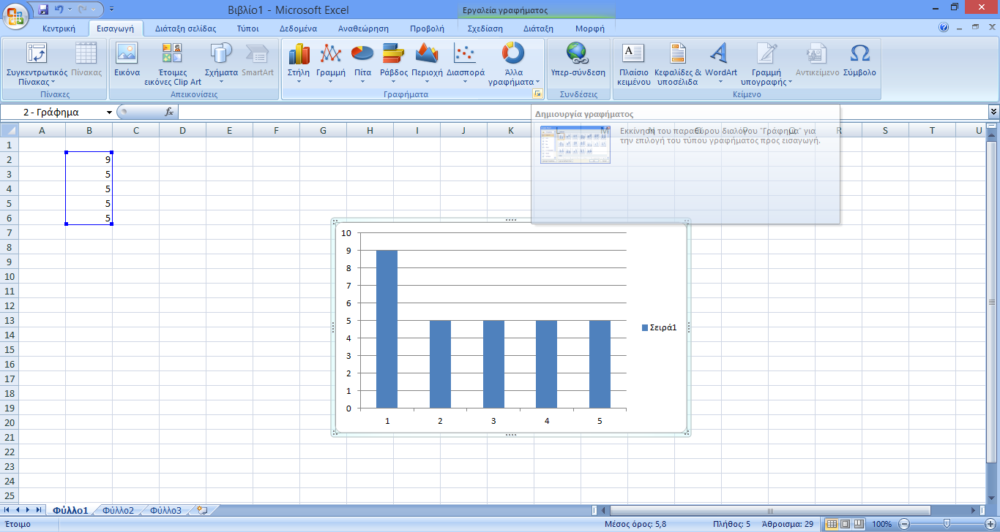 Βιβλίο1 - Microsoft Excel
Εργαλεία γραφήματος
Κεντρική Εισαγωγή Διάταξη σελίδας Τύποι Δεδομένα Αναθεώρηση Προβολή Σχεδίαση Διάταξη Μορφή
Συγκεντρωτικός Πίνακας Εικόνα Έτοιμες Σχήματα SmartArt Στήλη Γραμμή Πίτα Ράβδος Περιοχή Διασπορά Άλλα Υπερ-σύνδεση Πλαίσιο Κεφαλίδες & WordArt Γραμμή Αντικείμενο Σύμβολο
Πίνακας εικόνες Clip Art γραφήματα κειμένου υποσέλιδα υπογραφής
Πίνακες Απεικονίσεις Γραφήματα Συνδέσεις Κείμενο
2 - Γράφημα fx
Δημιουργία γραφήματος
A B C D E F G H I J K L M N O P Q R S T U
Εκκίνηση του παραθύρου διαλόγου "Γράφημα" για
την επιλογή του τύπου γραφήματος προς εισαγωγή.
1
2 9
3 5
4 5
5 5
6 5
7
8
9
10
11
12
13
14
15
16
17
18
19
20
21
22
23
24
25
10
9
8
7
6
5
4
3
2
1
0
1 2 3 4 5
Σειρά1
Φύλλο1 Φύλλο2 Φύλλο3
Έτοιμο Μέσος όρος: 5,8 Πλήθος: 5 Άθροισμα: 29 100%